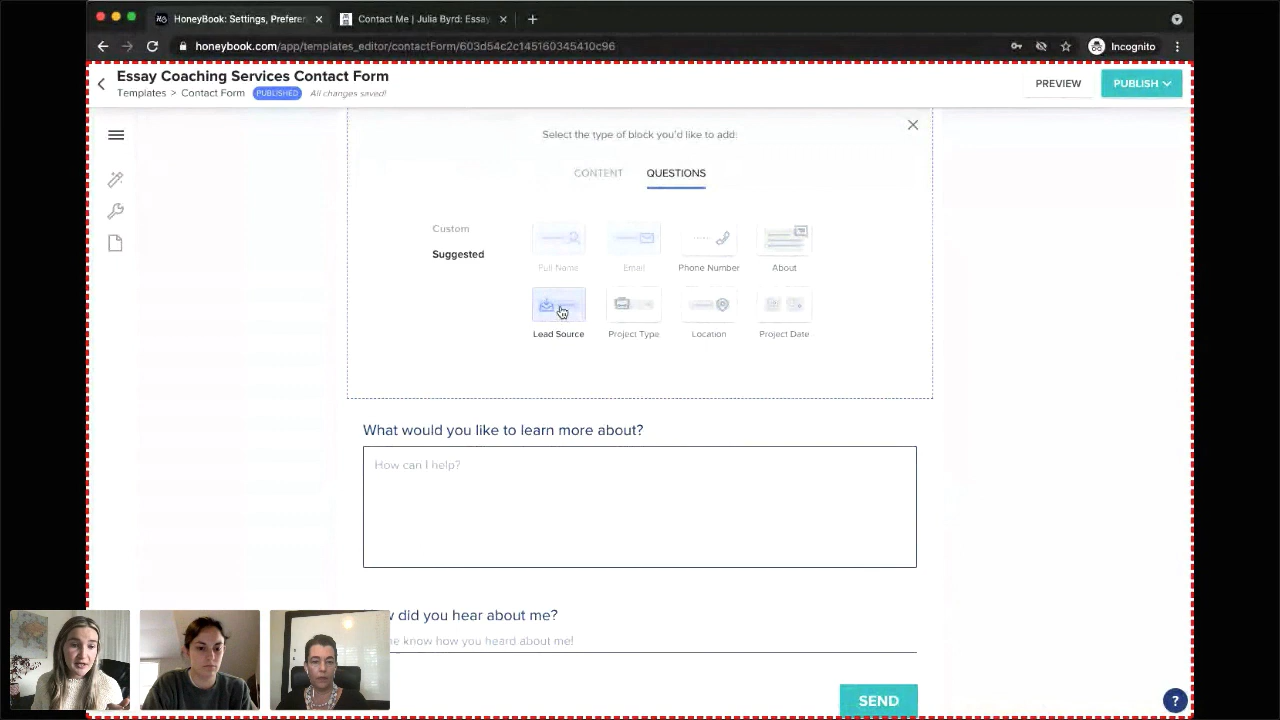 HoneyBook: Settings, Preferen
Contact Me | Julia Byrd: Essay
honeybook.com/app/templates_editor/contactForm/603d54c2c145160345410c96
Incognito
Essay Coaching Services Contact Form
Templates > Contact Form PUBLISHED All changes saved!
PREVIEW
PUBLISH
Select the type of block you'd like to add:
CONTENT QUESTIONS
Custom
Suggested
Full Name Email Phone Number About
Lead Source Project Type Location Project Date
What would you like to learn more about?
How can I help?
did you hear about me?
know how you heard about me!
SEND
?